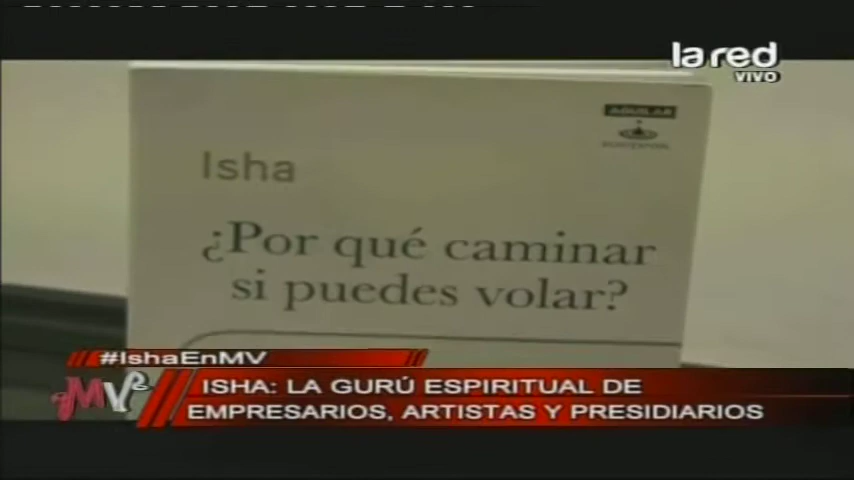 la red
VIVO
AGUILAR
Isha
¿Por qué caminar
si puedes volar?
#IshaEnMV
MV
ISHA: LA GURÚ ESPIRITUAL DE
EMPRESARIOS, ARTISTAS Y PRESIDIARIOS